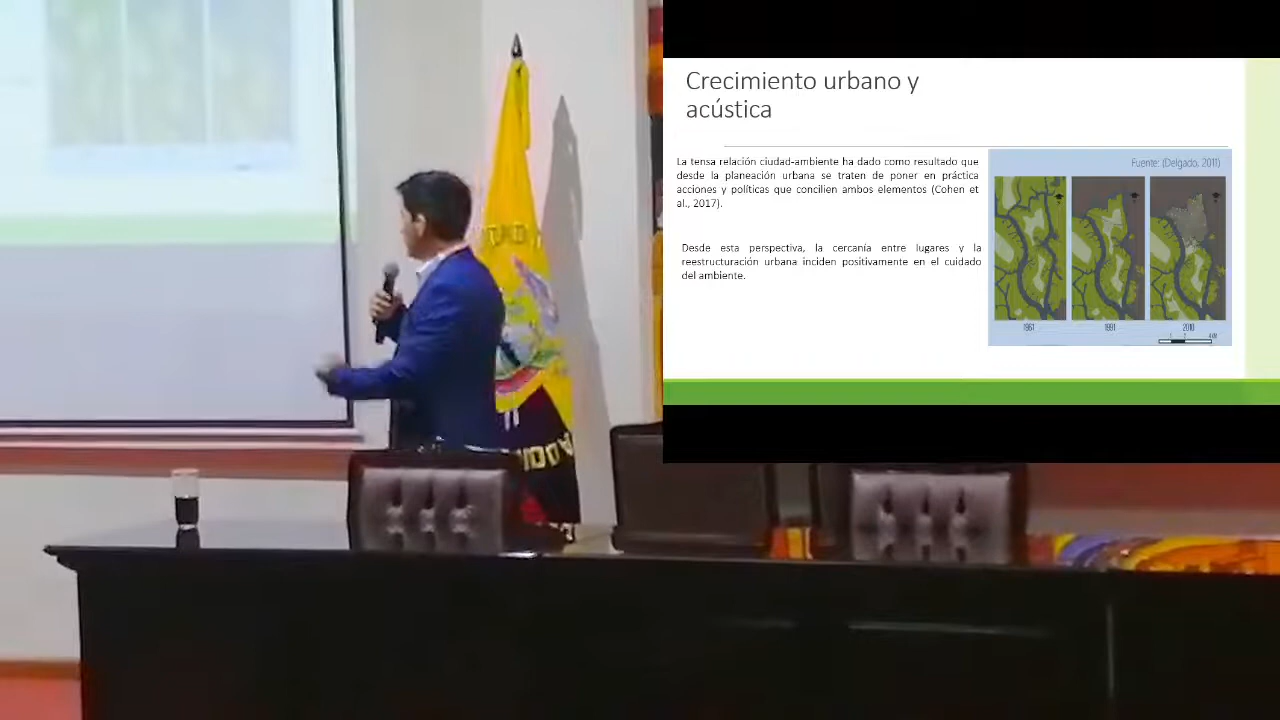 Crecimiento urbano y
acústica
La tensa relación ciudad-ambiente ha dado como resultado que
desde la planeación urbana se traten de poner en práctica
acciones y políticas que concilien ambos elementos (Cohen et
al., 2017).
Desde esta perspectiva, la cercanía entre lugares y la
reestructuración urbana inciden positivamente en el cuidado
del ambiente.
Fuente: (Delgado, 2011)
1961
1991
2010